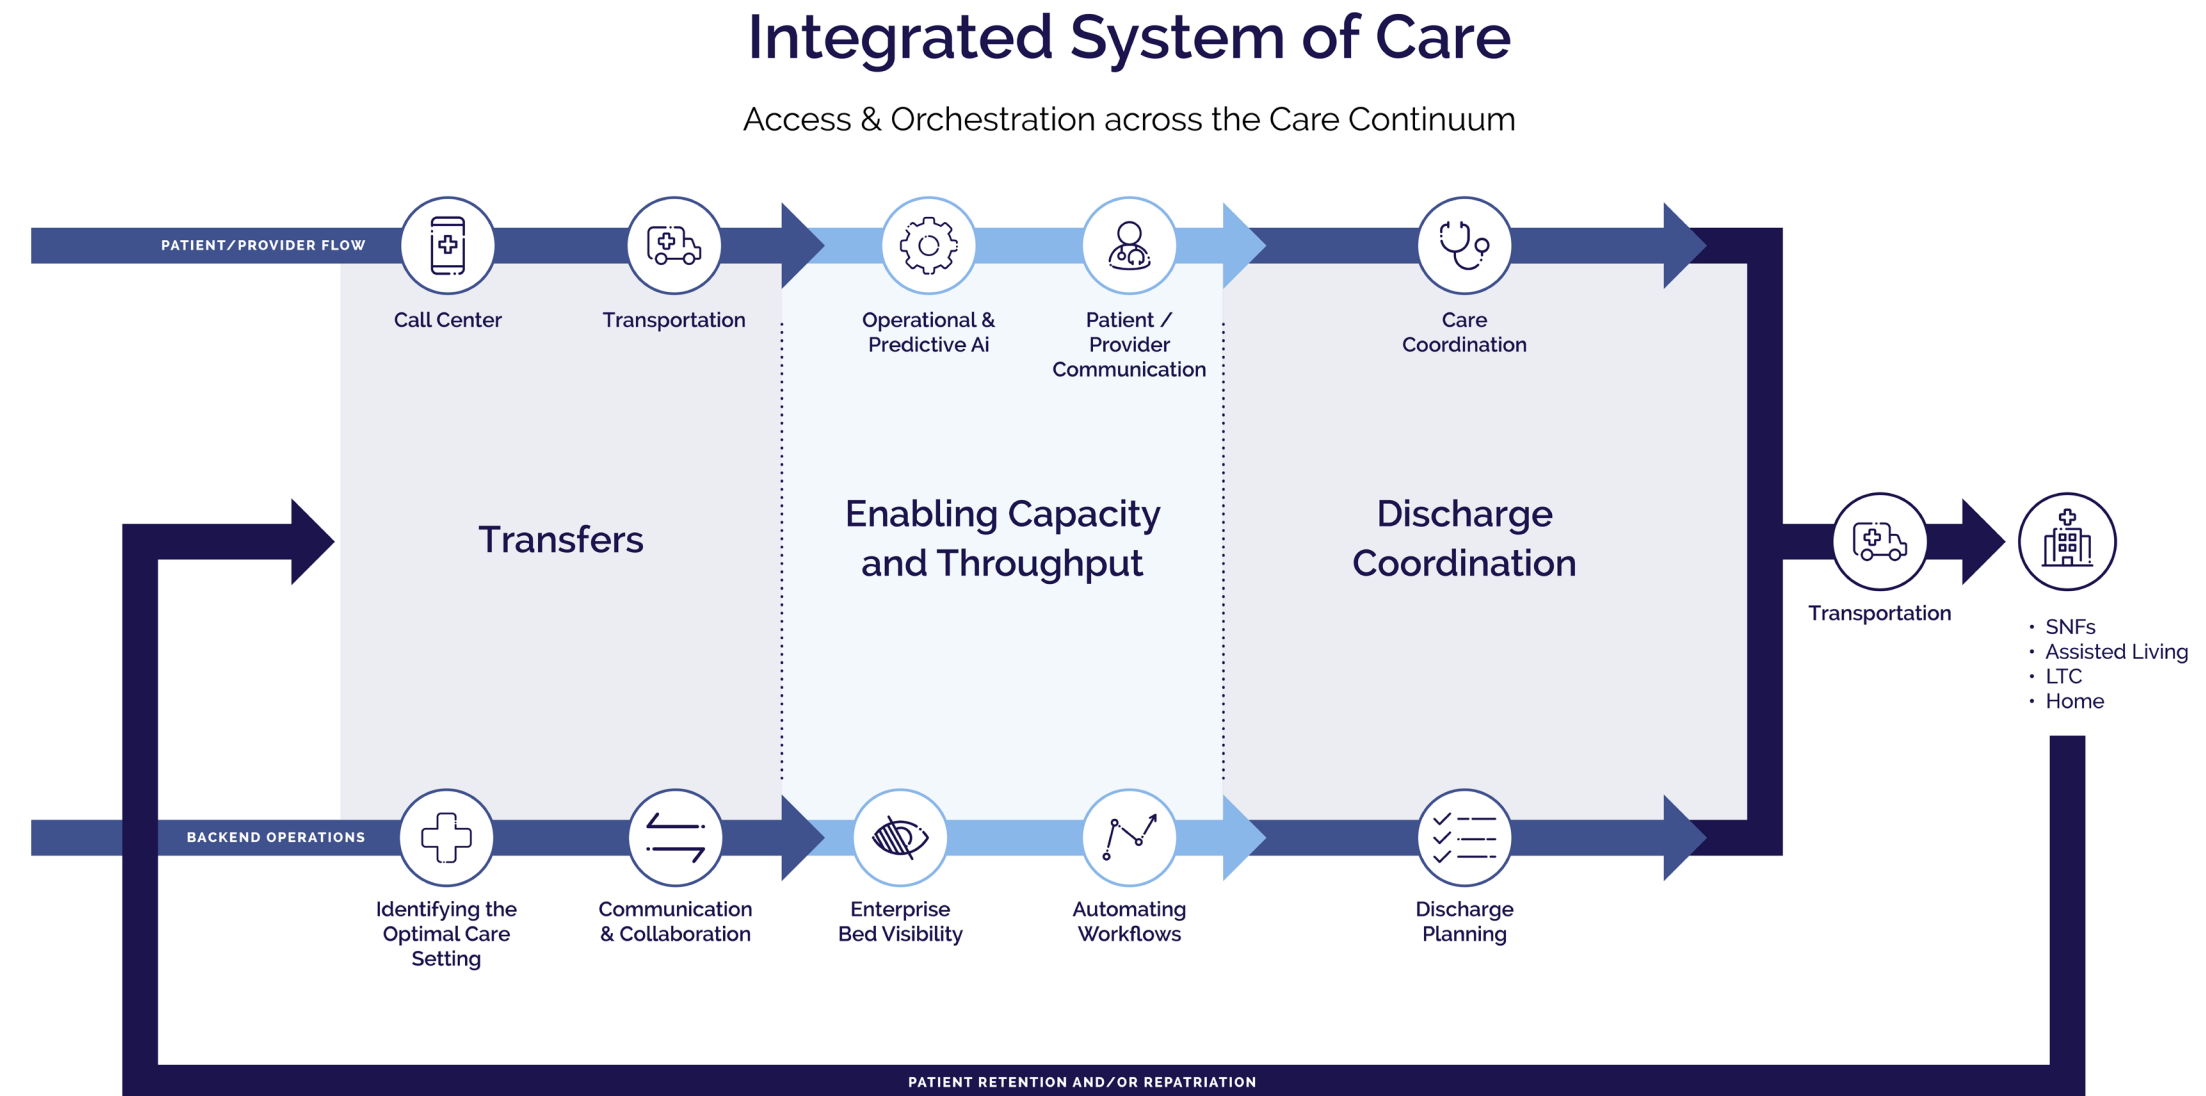 Integrated System of Care
Access & Orchestration across the Care Continuum
PATIENT/PROVIDER FLOW
Call Center
Transportation
Operational &
Predictive Ai
Patient /
Provider
Communication
Care
Coordination
Transfers
Enabling Capacity
and Throughput
Discharge
Coordination
Transportation
• SNFs
• Assisted Living
• LTC
• Home
BACKEND OPERATIONS
Identifying the
Optimal Care
Setting
Communication
& Collaboration
Enterprise
Bed Visibility
Automating
Workflows
Discharge
Planning
PATIENT RETENTION AND/OR REPATRIATION